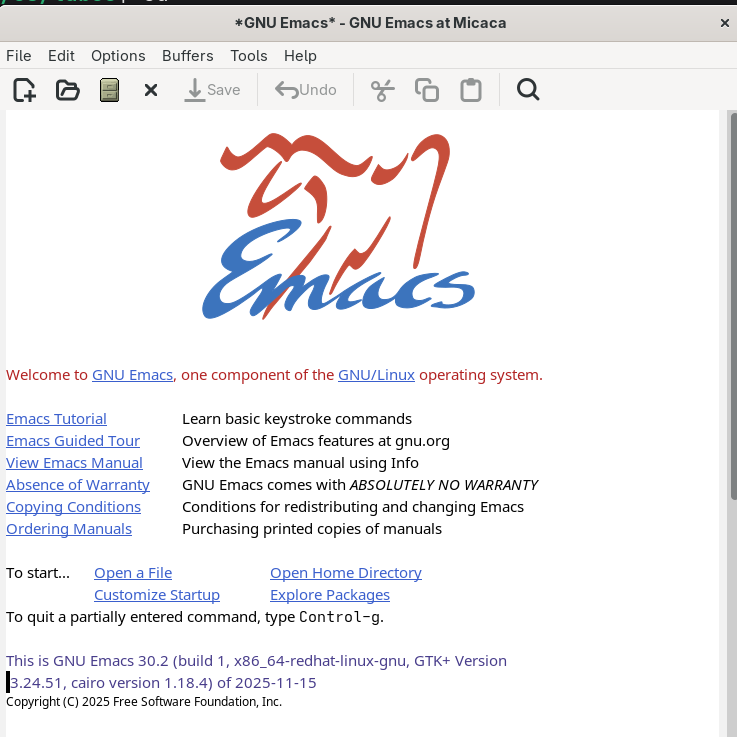 *GNU Emacs* - GNU Emacs at Micaca
File Edit Options Buffers Tools Help
Save Undo
Emacs
Welcome to GNU Emacs, one component of the GNU/Linux operating system.
Emacs Tutorial Learn basic keystroke commands
Emacs Guided Tour Overview of Emacs features at gnu.org
View Emacs Manual View the Emacs manual using Info
Absence of Warranty GNU Emacs comes with ABSOLUTELY NO WARRANTY
Copying Conditions Conditions for redistributing and changing Emacs
Ordering Manuals Purchasing printed copies of manuals
To start... Open a File Open Home Directory
Customize Startup Explore Packages
To quit a partially entered command, type Control-g.
This is GNU Emacs 30.2 (build 1, x86_64-redhat-linux-gnu, GTK+ Version
3.24.51, cairo version 1.18.4) of 2025-11-15
Copyright (C) 2025 Free Software Foundation, Inc.